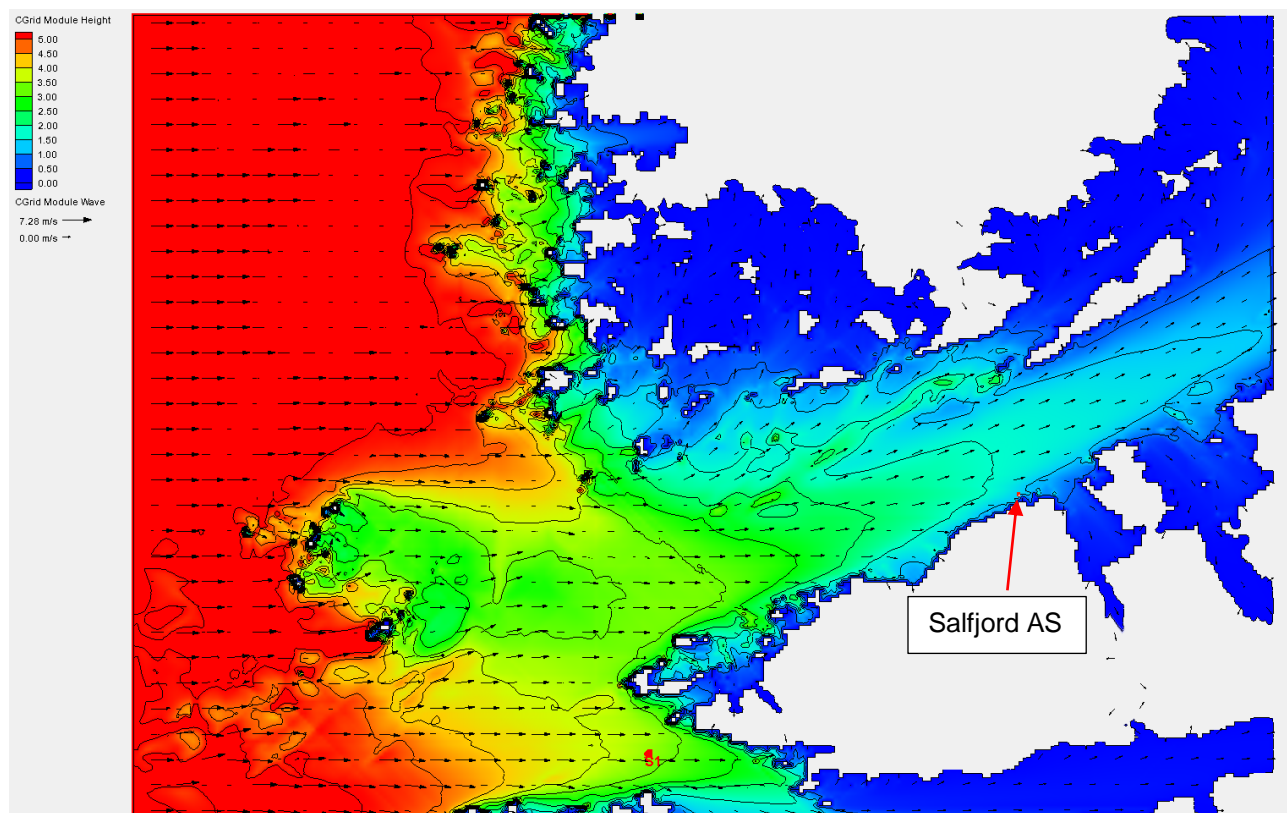 CGrid Module Height
5.00
4.50
4.00
3.50
3.00
2.50
2.00
1.50
1.00
0.50
0.00
CGrid Module Wave
7.28 m/s
0.00 m/s
Salfjord AS
S1